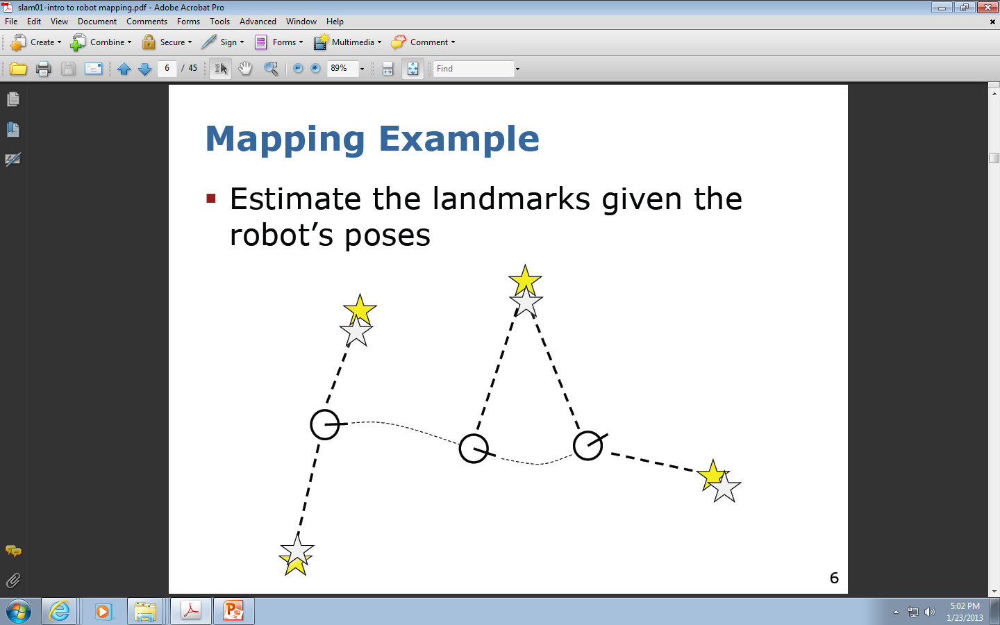 slam01-intro to robot mapping.pdf - Adobe Acrobat Pro
File Edit View Document Comments Forms Tools Advanced Window Help
Create Combine Secure Sign Forms Multimedia Comment
6 / 45 89% Find
Mapping Example
Estimate the landmarks given the
robot’s poses
6
5:02 PM
1/23/2013